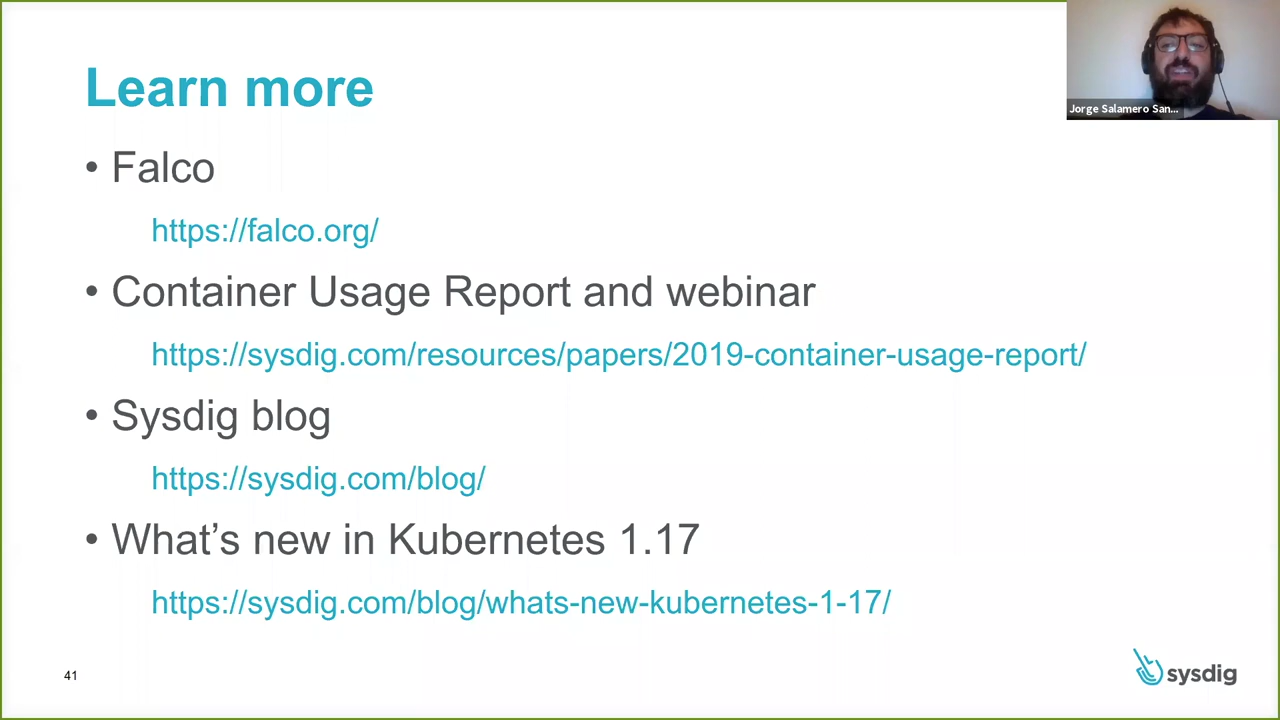 Learn more
Jorge Salamero San...
• Falco
https://falco.org/
• Container Usage Report and webinar
https://sysdig.com/resources/papers/2019-container-usage-report/
• Sysdig blog
https://sysdig.com/blog/
• What’s new in Kubernetes 1.17
https://sysdig.com/blog/whats-new-kubernetes-1-17/
41
sysdig